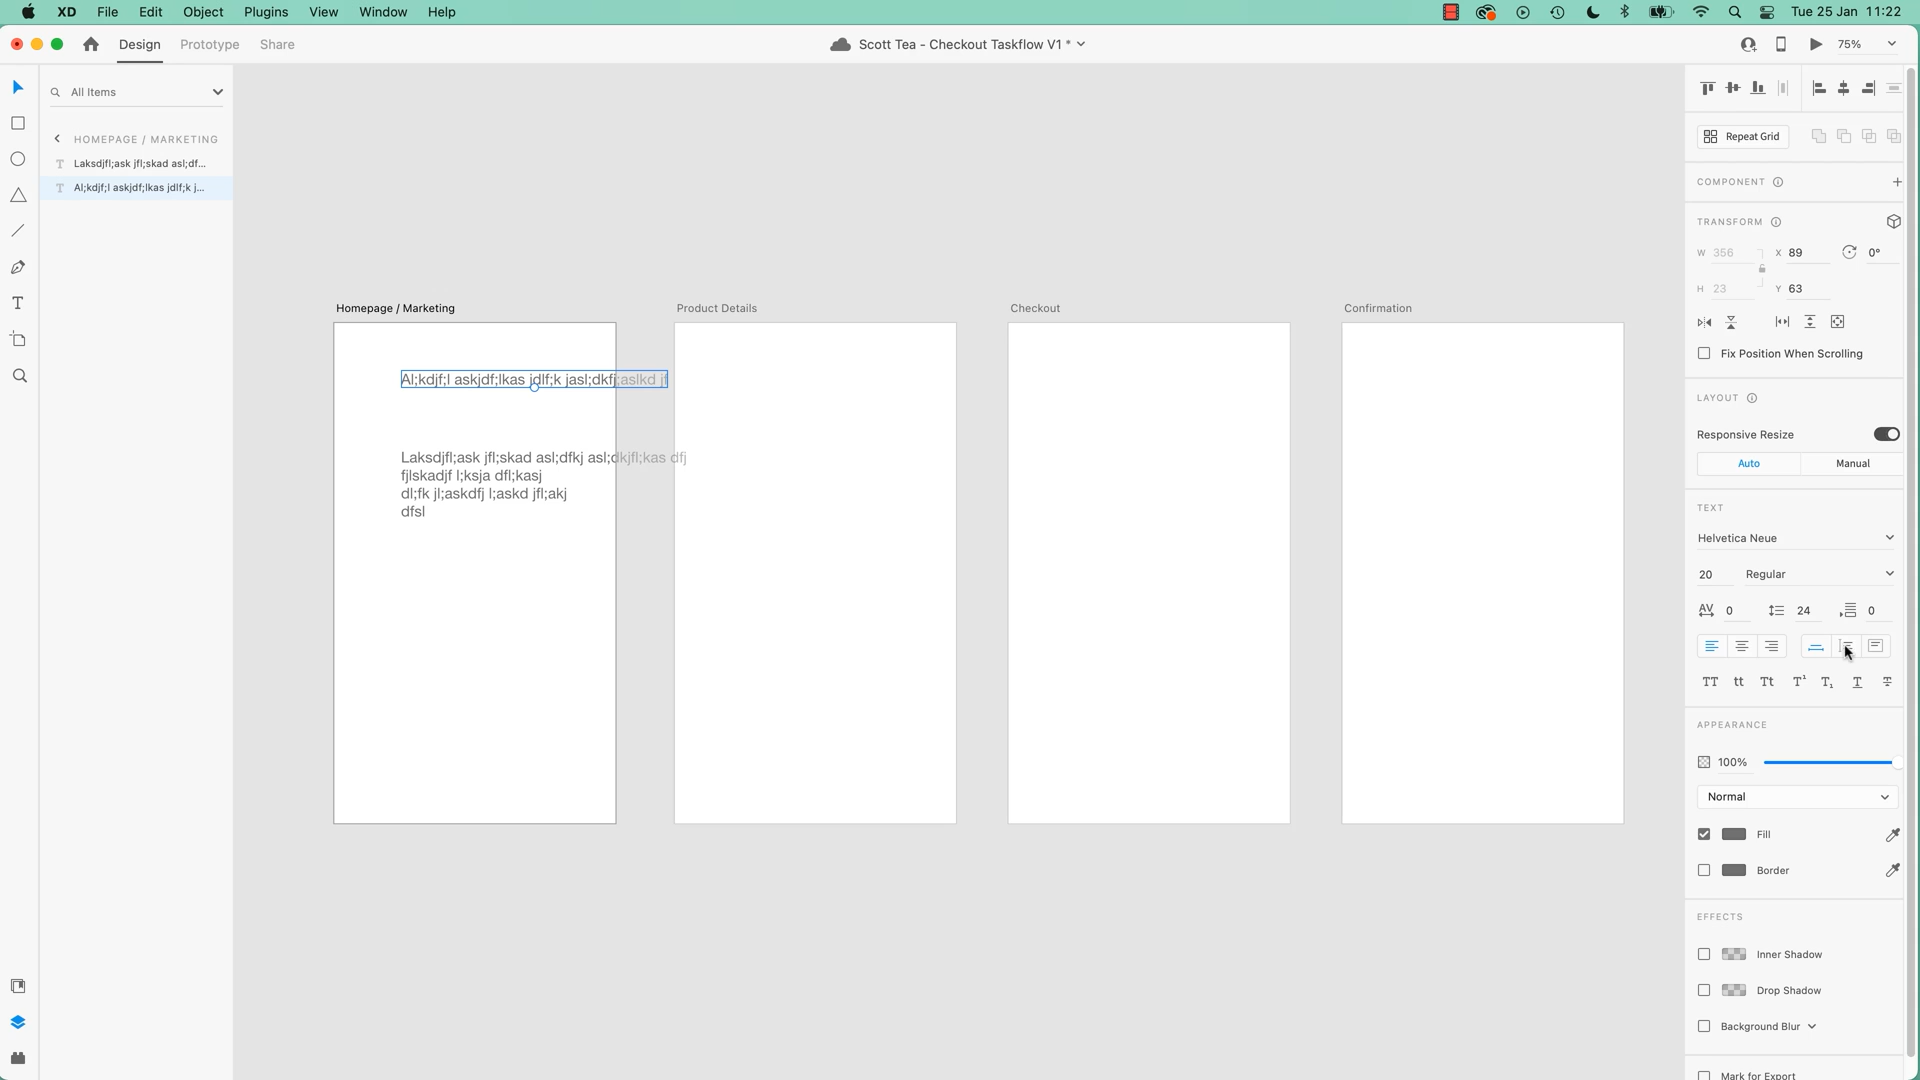 XD File Edit Object Plugins View Window Help Tue 25 Jan 11:22
Design Prototype Share Scott Tea - Checkout Taskflow V1 * 75%
All Items
HOMEPAGE / MARKETING
T Laksdjfl;ask jfl;skad asl;df...
T Al;kdjf;l askjdf;lkas jdlf;k j...
Homepage / Marketing
Product Details
Checkout
Confirmation
Al;kdjf;l askjdf;lkas jdlf;k jasl;dkfj;aslkd jf
Laksdjfl;ask jfl;skad asl;dfkj asl;dkjfl;kas dfj
fjlskadjf l;ksja dfl;kasj
dl;fk jl;askdfj l;askd jfl;akj
dfsl
Repeat Grid
COMPONENT
TRANSFORM
W 356 X 89 0°
H 23 Y 63
Fix Position When Scrolling
LAYOUT
Responsive Resize
Auto Manual
TEXT
Helvetica Neue
20 Regular
AV 0 24 0
TT tt Tt T¹ T₁ T T
APPEARANCE
100%
Normal
Fill
Border
EFFECTS
Inner Shadow
Drop Shadow
Background Blur
Mark for Export